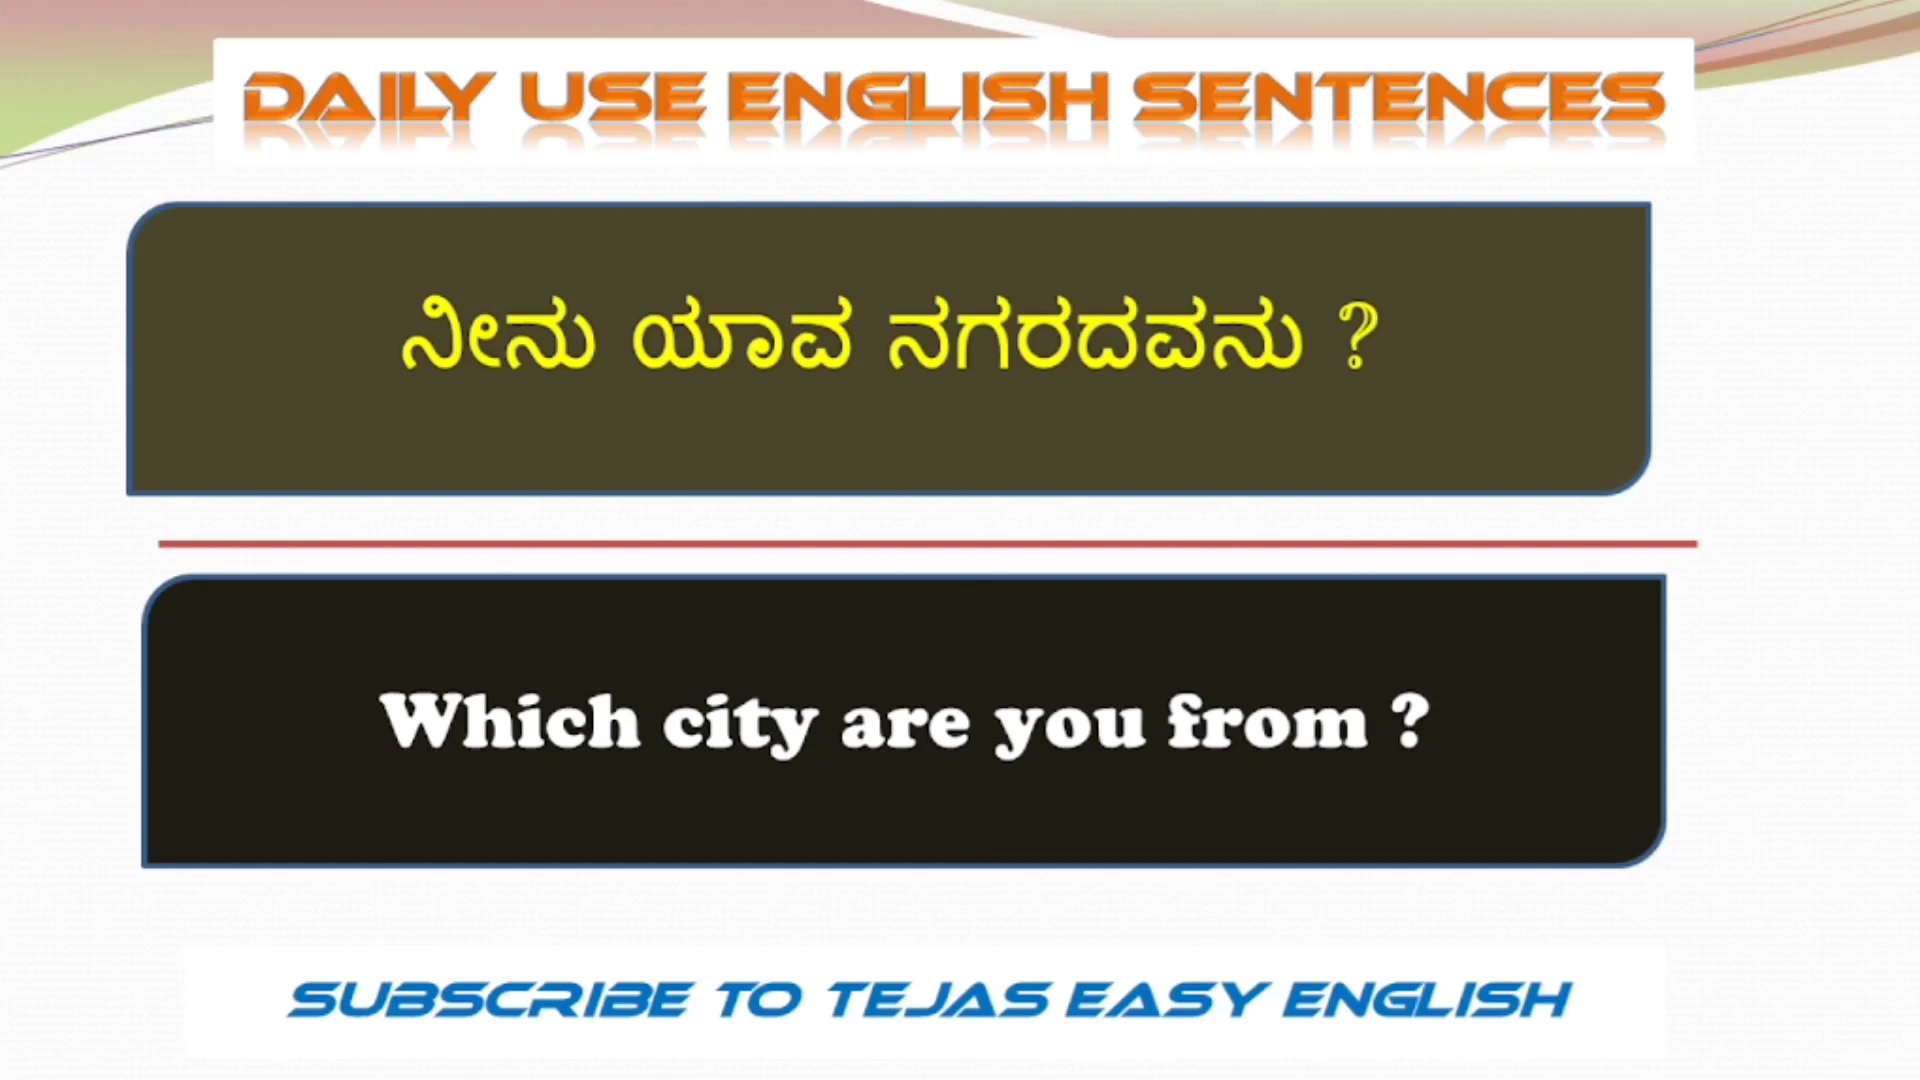 DAILY USE ENGLISH SENTENCES
ನೀನು ಯಾವ ನಗರದವನು ?
Which city are you from ?
SUBSCRIBE TO TEJAS EASY ENGLISH